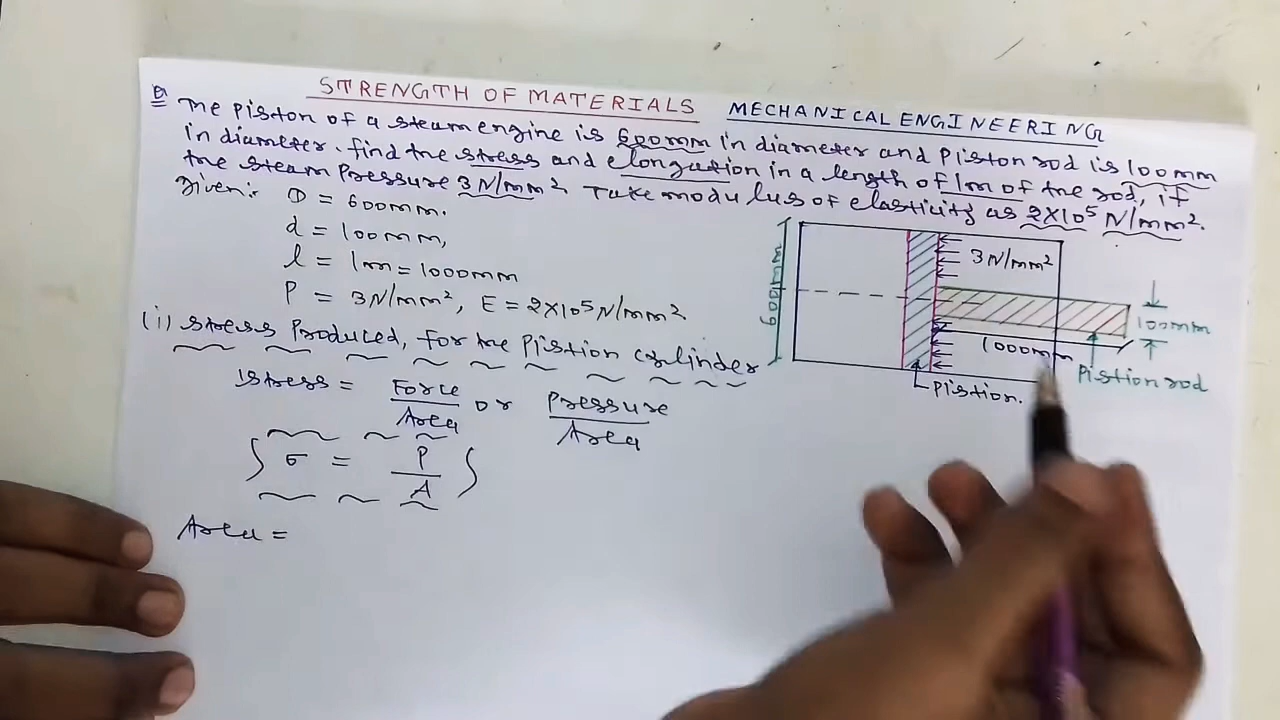 STRENGTH OF MATERIALS MECHANICAL ENGINEERING
Q The piston of a steam engine is 600mm in diameter and piston rod is 100mm
in diameter. find the stress and elongation in a length of 1m of the rod, if
the steam pressure 3N/mm² Take modulus of elasticity as 2×10⁵ N/mm².
given:- D = 600mm.
d = 100mm,
l = 1m = 1000mm
P = 3N/mm², E = 2×10⁵N/mm²
(i) stress Produced, for the Pistion cylinder
Stress = Force/Area or Pressure/Area
{ σ = P/A }
Area =
600mm
3N/mm²
100mm
1000mm
Pistion rod
Pistion.